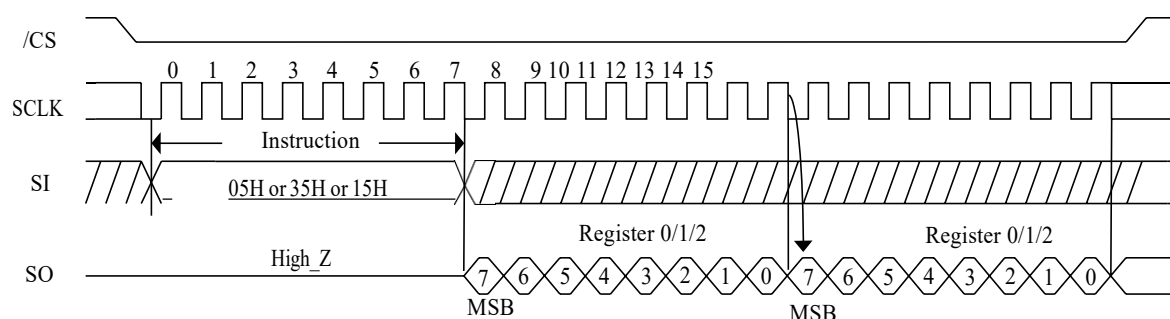 /CS
0 1 2 3 4 5 6 7 8 9 10 11 12 13 14 15
SCLK
Instruction
SI
05H or 35H or 15H
Register 0/1/2 Register 0/1/2
High_Z
SO
7 6 5 4 3 2 1 0 7 6 5 4 3 2 1 0
MSB MSB